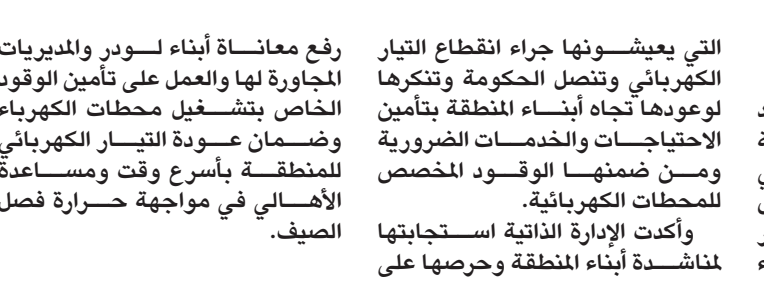 التي يعيشونها جراء انقطاع التيار
الكهربائي وتنصل الحكومة وتنكرها
لوعودها تجاه أبناء المنطقة بتأمين
الاحتياجات والخدمات الضرورية
ومن ضمنها الوقود المخصص
للمحطات الكهربائية.
وأكدت الإدارة الذاتية استجابتها
لمناشدة أبناء المنطقة وحرصها على
رفع معاناة أبناء لودر والمديريات
المجاورة لها والعمل على تأمين الوقود
الخاص بتشغيل محطات الكهرباء
وضمان عودة التيار الكهربائي
للمنطقة بأسرع وقت ومساعدة
الأهالي في مواجهة حرارة فصل
الصيف.